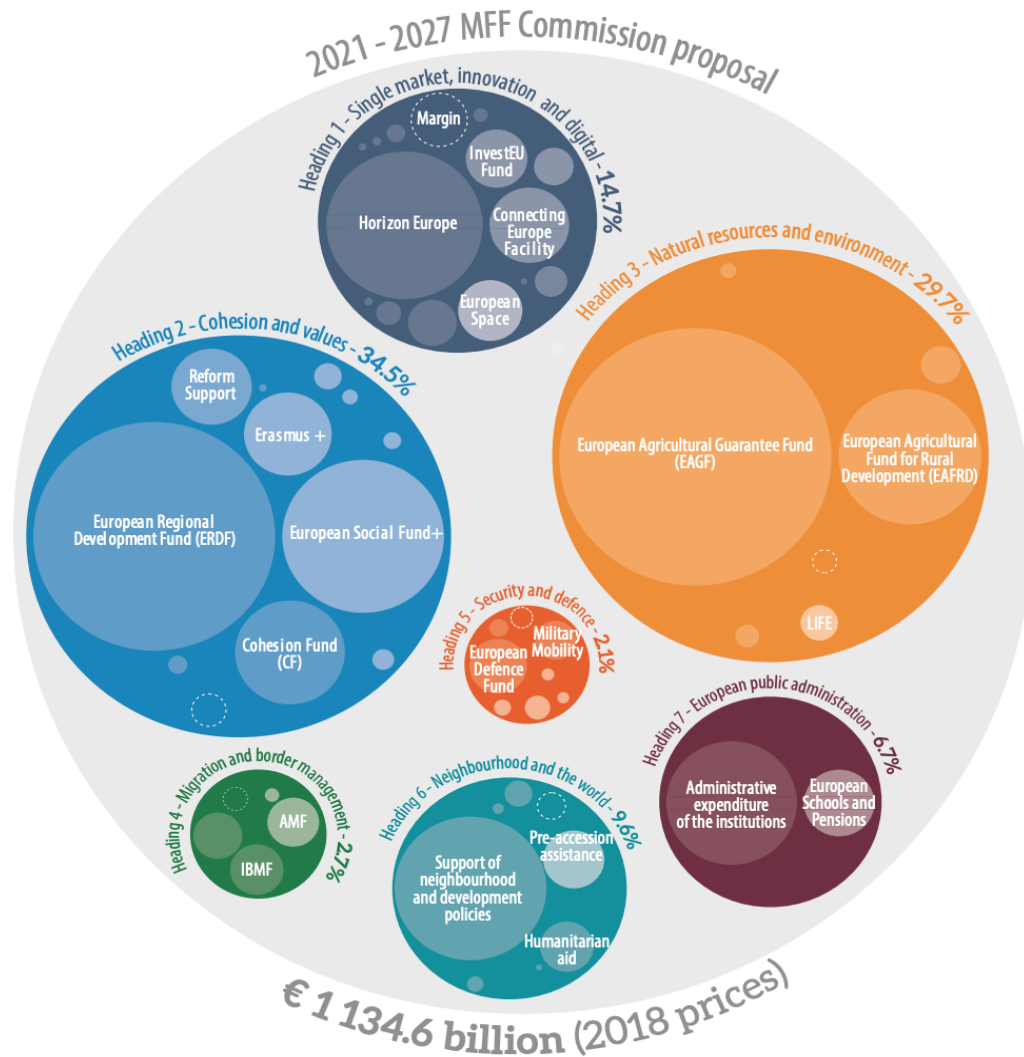 2021 - 2027 MFF Commission proposal
Heading 1 - Single market, innovation and digital - 14.7%
Margin
InvestEU
Fund
Horizon Europe
Connecting
Europe
Facility
European
Space
Heading 3 - Natural resources and environment - 29.7%
European Agricultural Guarantee Fund
(EAGF)
European Agricultural
Fund for Rural
Development (EAFRD)
LIFE
Heading 2 - Cohesion and values - 34.5%
Reform
Support
Erasmus +
European Regional
Development Fund (ERDF)
European Social Fund+
Cohesion Fund
(CF)
Heading 5 - Security and defence - 2.1%
Military
Mobility
European
Defence
Fund
Heading 7 - European public administration - 6.7%
Administrative
expenditure
of the institutions
European
Schools and
Pensions
Heading 4 - Migration and border management - 2.7%
AMF
IBMF
Heading 6 - Neighbourhood and the world - 9.6%
Pre-accession
assistance
Support of
neighbourhood
and development
policies
Humanitarian
aid
€ 1 134.6 billion (2018 prices)